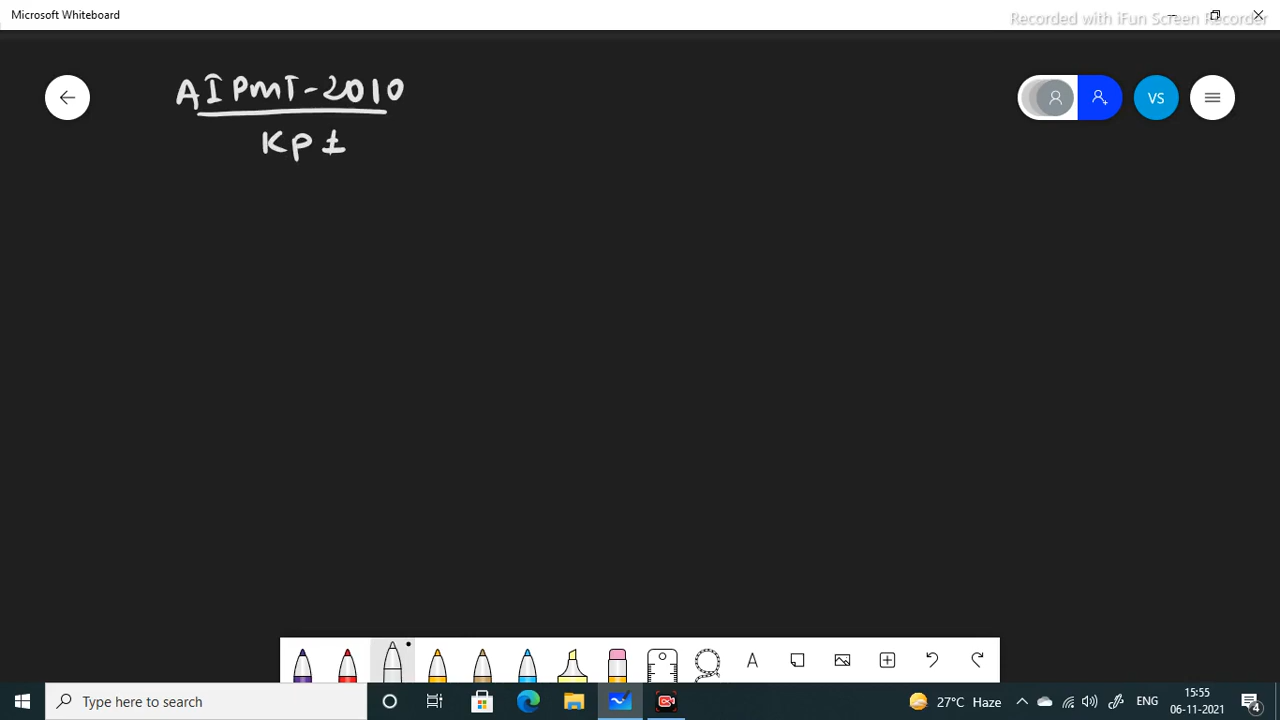 Microsoft Whiteboard
Recorded with iFun Screen Recorder
AIPMT-2010
VS
A
Type here to search
27°C Haze
ENG
15:55
06-11-2021
4